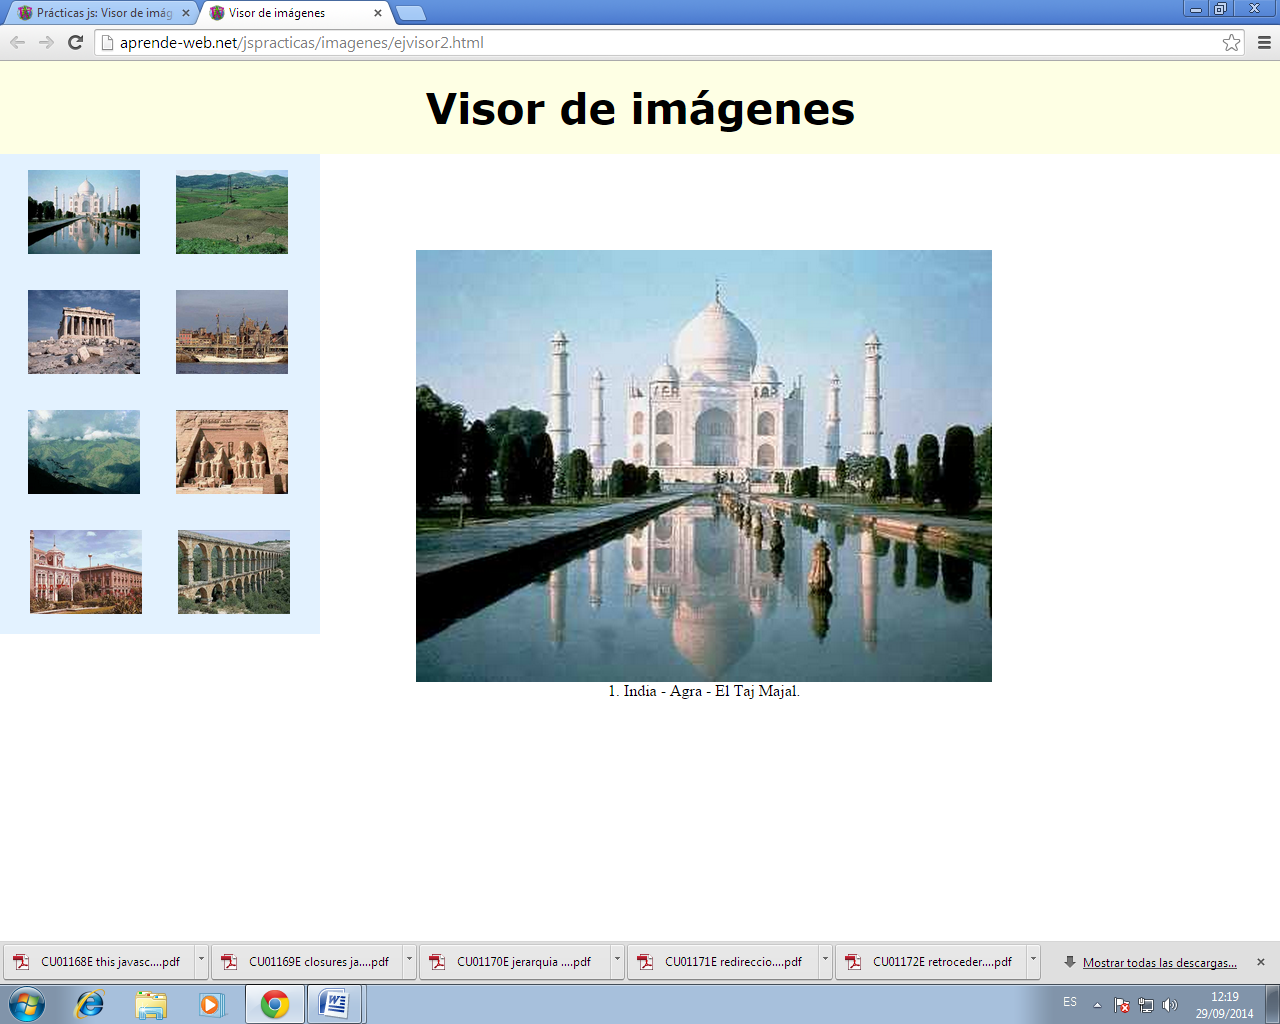 Prácticas js: Visor de imág
Visor de imágenes
aprende-web.net/jspracticas/imagenes/ejvisor2.html
Visor de imágenes
1. India - Agra - El Taj Majal.
CU01168E this javasc....pdf
CU01169E closures ja....pdf
CU01170E jerarquia ....pdf
CU01171E redireccio....pdf
CU01172E retroceder....pdf
Mostrar todas las descargas...
ES
12:19
29/09/2014